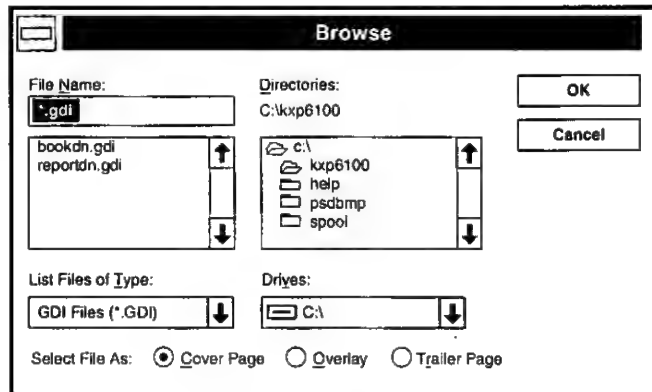 Browse
File Name:
*.gdi
bookdn.gdi
reportdn.gdi
Directories:
C:\kxp6100
c:\
kxp6100
help
psdbmp
spool
OK
Cancel
List Files of Type:
GDI Files (*.GDI)
Drives:
C:\
Select File As: Cover Page Overlay Trailer Page